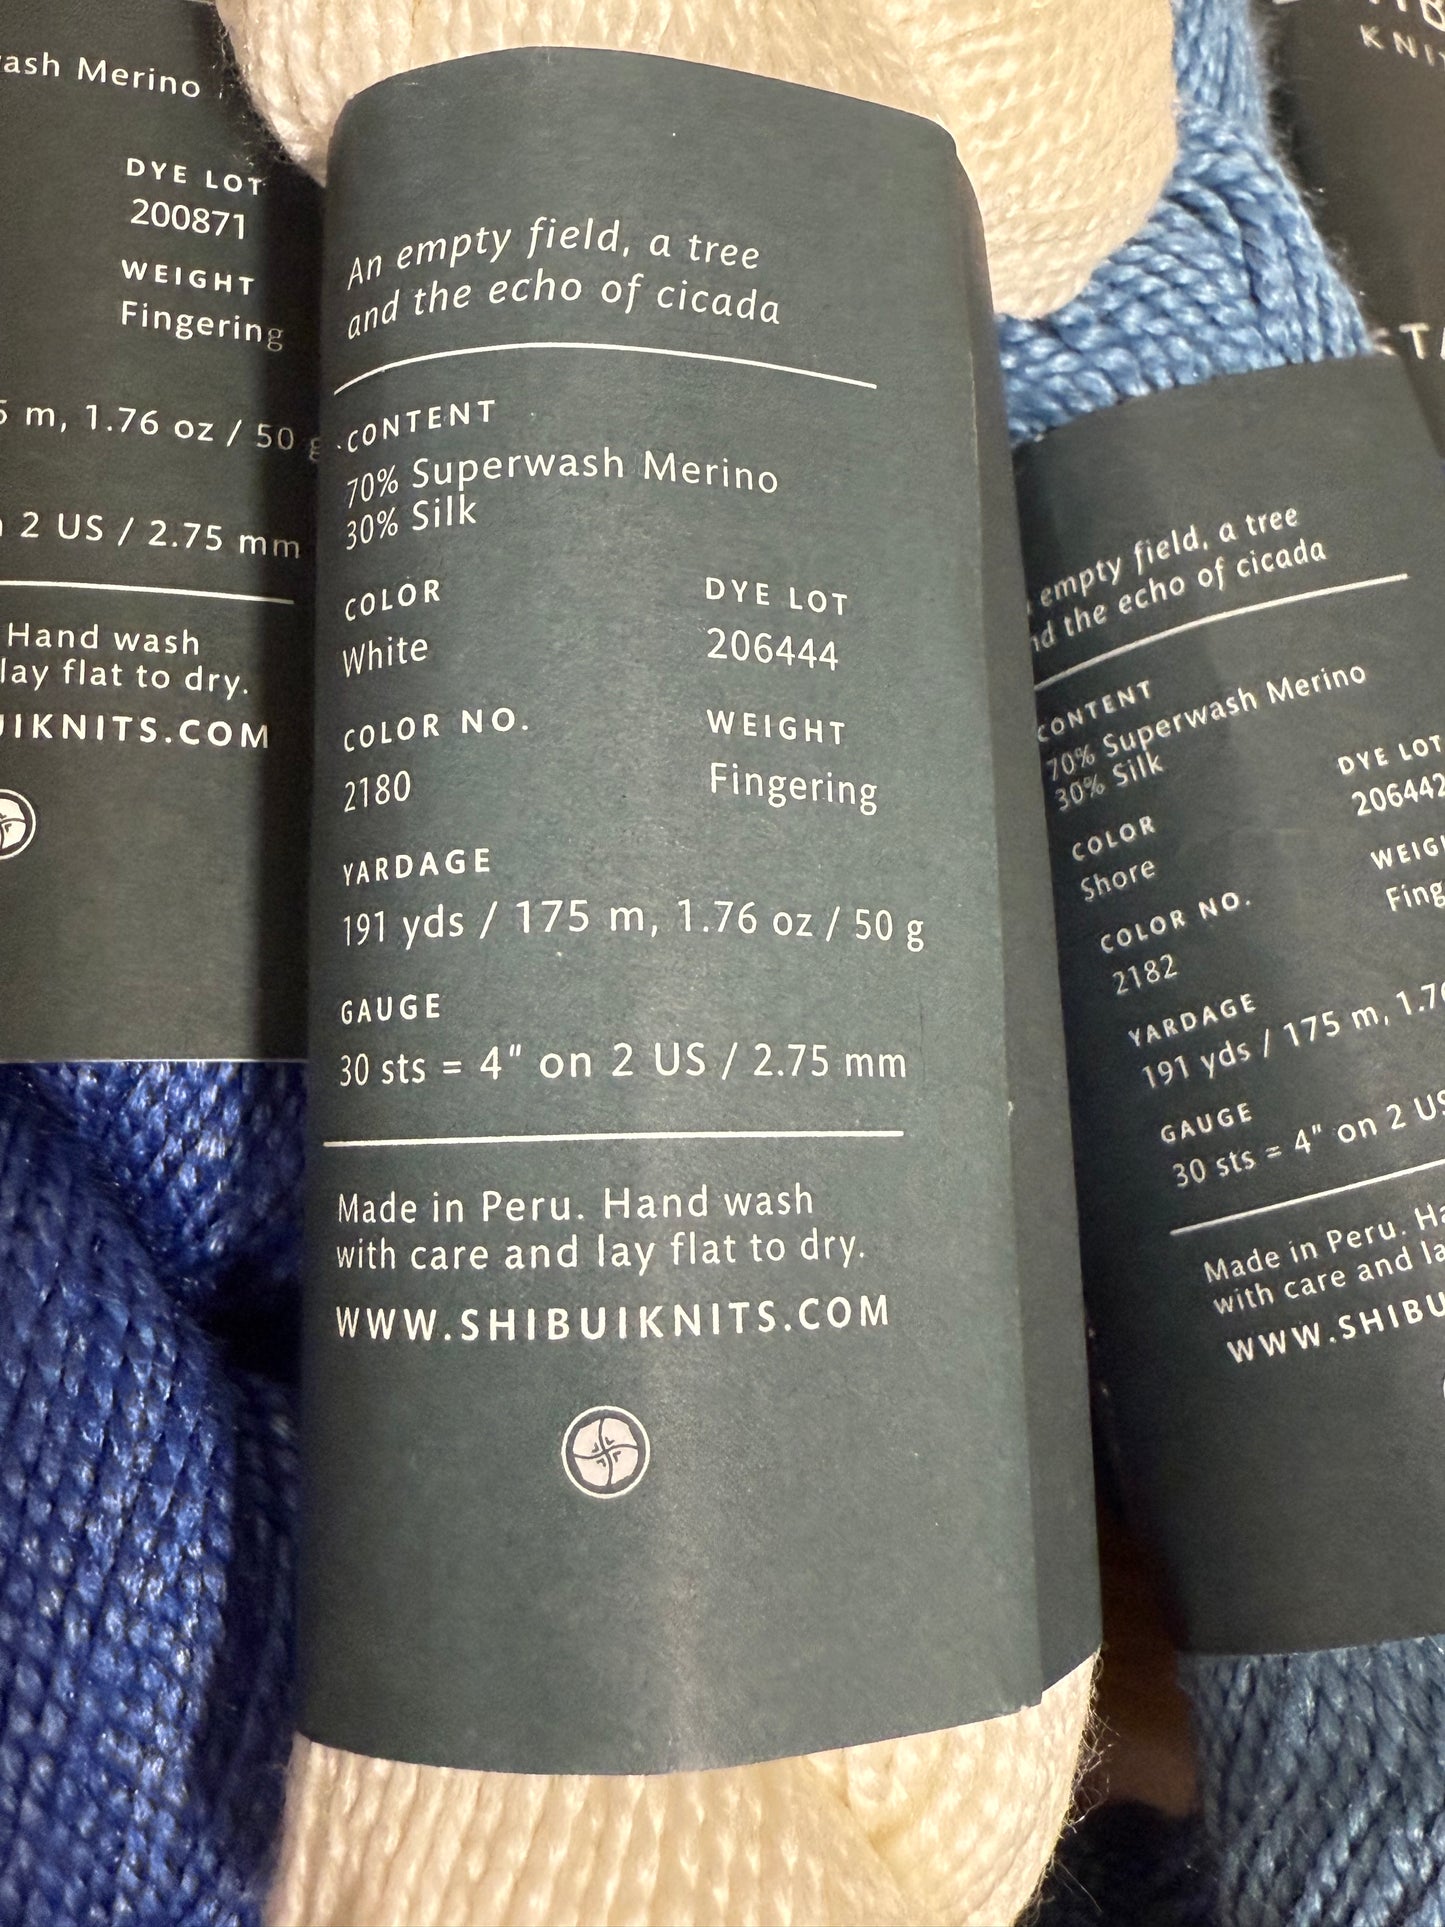 Merino
DYE LOT
200871
WEIGHT
Fingering
m, 1.76 oz / 50 g
2 US / 2.75 mm
Hand wash
lay flat to dry.
UIKNITS.COM
An empty field, a tree
and the echo of cicada
CONTENT
70% Superwash Merino
30% Silk
COLOR
White
DYE LOT
206444
COLOR NO.
2180
WEIGHT
Fingering
YARDAGE
191 yds / 175 m, 1.76 oz / 50 g
GAUGE
30 sts = 4" on 2 US / 2.75 mm
Made in Peru. Hand wash
with care and lay flat to dry.
WWW.SHIBUIKNITS.COM
KNIT
empty field, a tree
the echo of cicada
CONTENT
70% Superwash Merino
30% Silk
COLOR
Shore
DYE LOT
206442
COLOR NO.
2182
WEIG
Fing
YARDAGE
191 yds / 175 m, 1.76
GAUGE
30 sts = 4" on 2 US
Made in Peru. Ha
with care and la
WWW.SHIBU